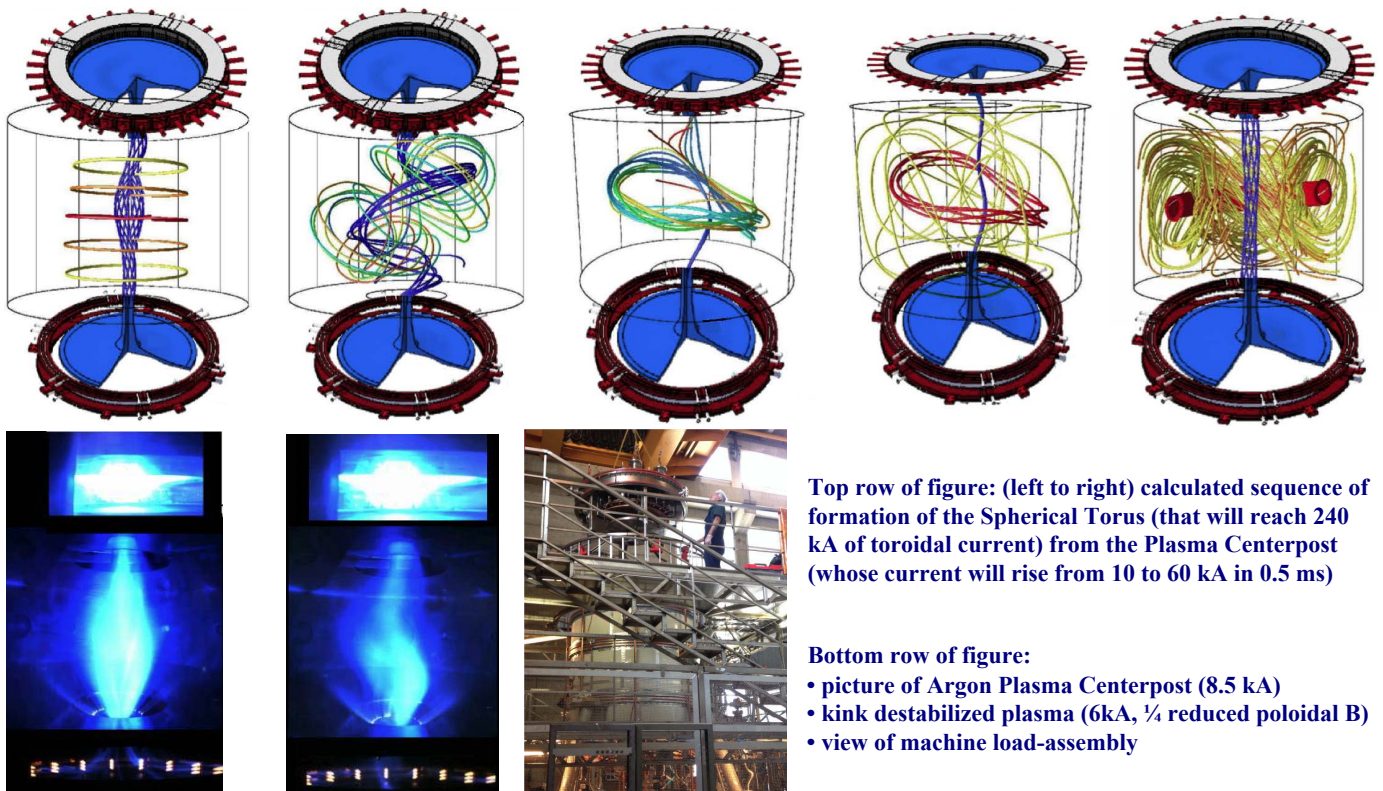 Top row of figure: (left to right) calculated sequence of
formation of the Spherical Torus (that will reach 240
kA of toroidal current) from the Plasma Centerpost
(whose current will rise from 10 to 60 kA in 0.5 ms)
Bottom row of figure:
• picture of Argon Plasma Centerpost (8.5 kA)
• kink destabilized plasma (6kA, ¼ reduced poloidal B)
• view of machine load-assembly